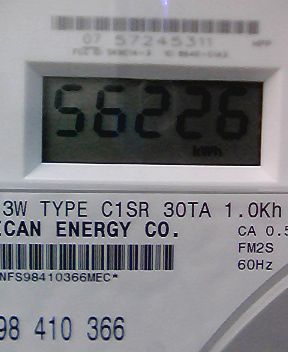 07 57245311
56226
kWh
3W TYPE C1SR 30TA 1.0Kh
ICAN ENERGY CO.
CA 0.5
FM2S
60Hz
NFS98410366MEC*
98 410 366